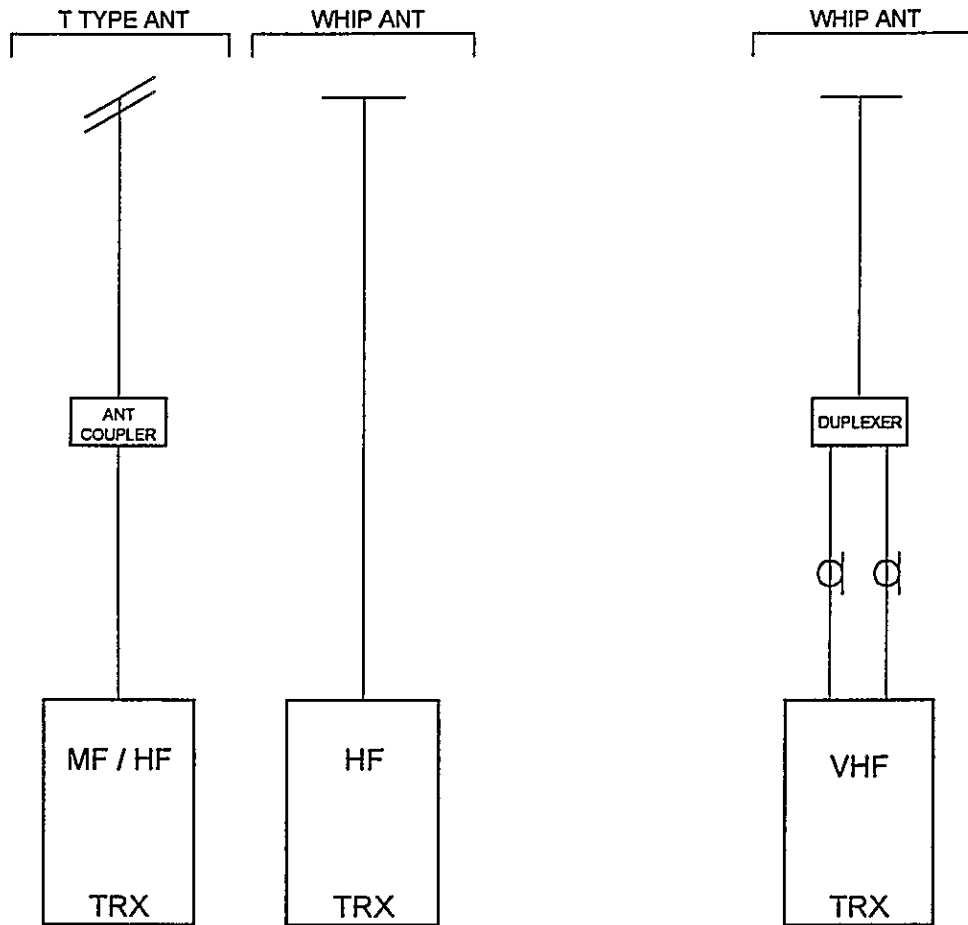 T TYPE ANT
WHIP ANT
WHIP ANT
ANT
COUPLER
DUPLEXER
MF / HF
HF
VHF
TRX
TRX
TRX